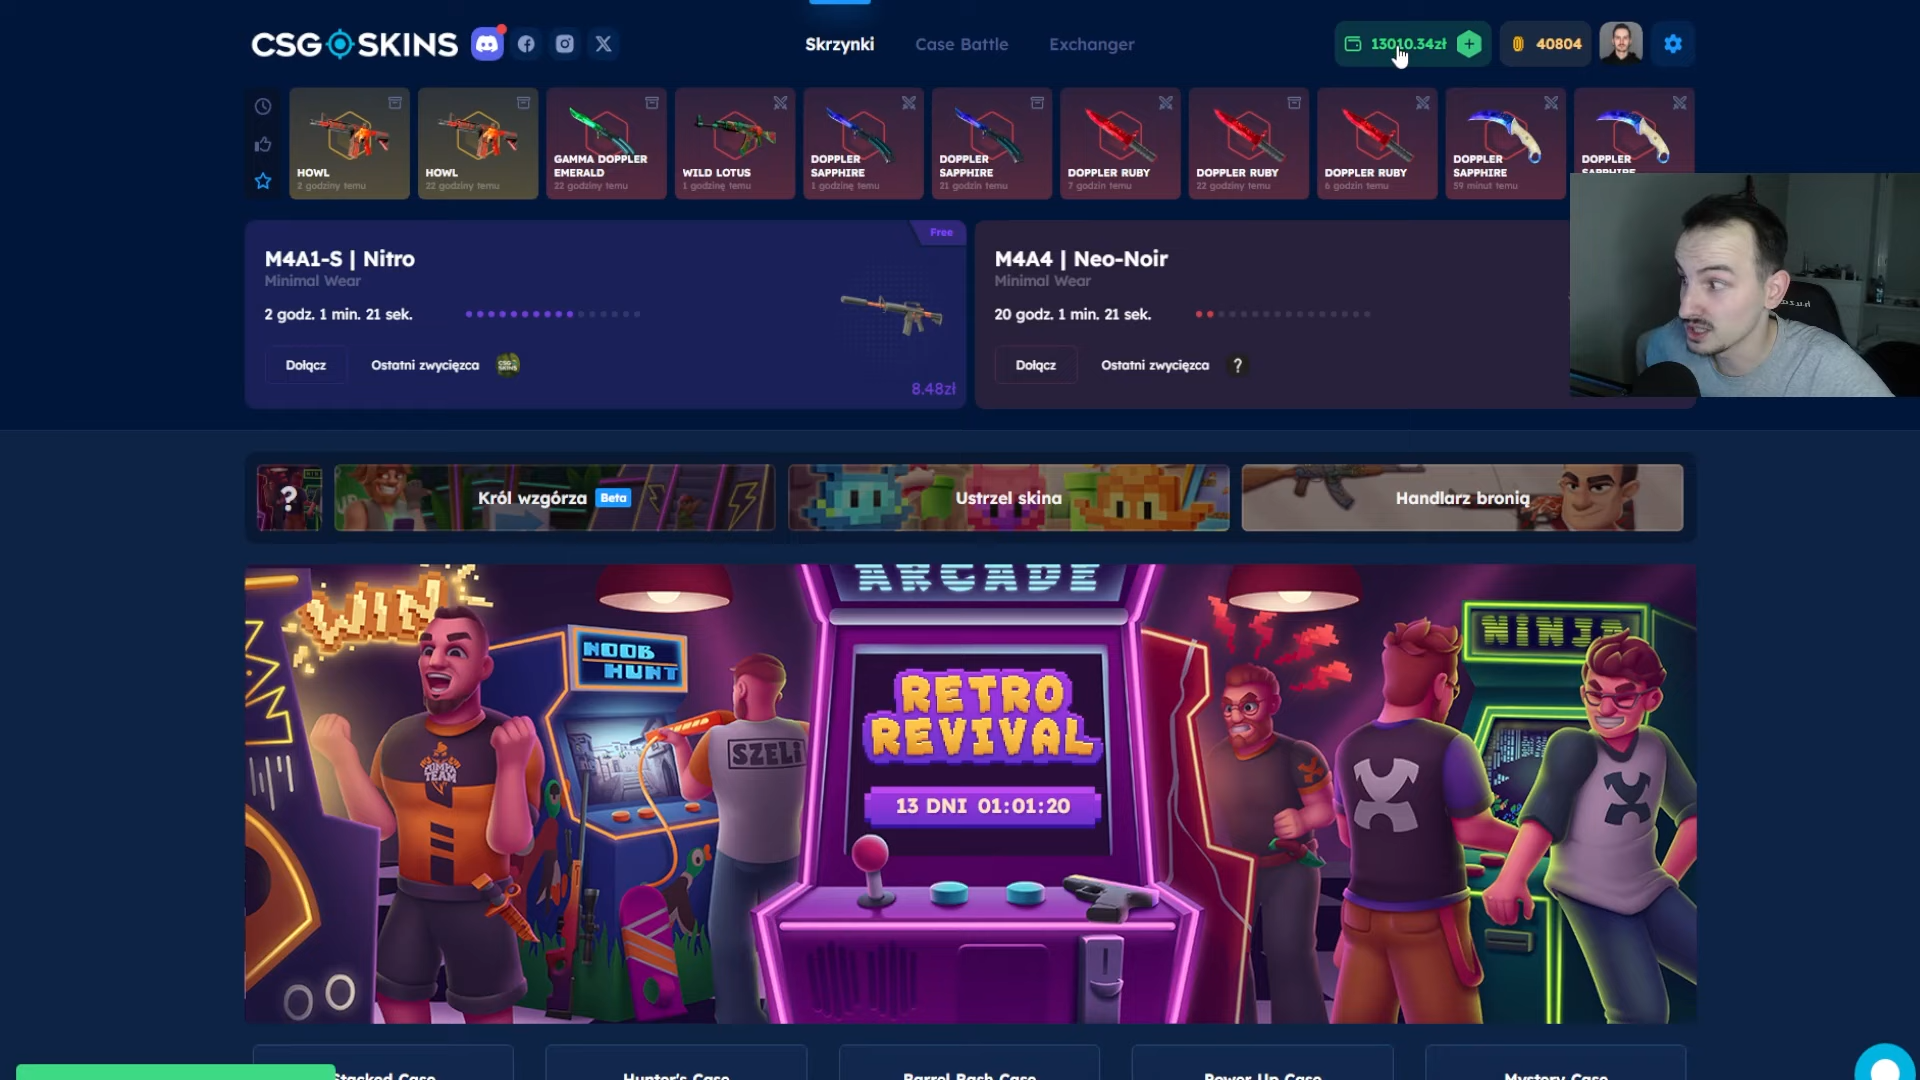 CSGOSKINS
Skrzynki
Case Battle
Exchanger
13010.34zł
40804
HOWL
2 godziny temu
HOWL
22 godziny temu
GAMMA DOPPLER
EMERALD
22 godziny temu
WILD LOTUS
1 godzinę temu
DOPPLER
SAPPHIRE
1 godzinę temu
DOPPLER
SAPPHIRE
21 godzin temu
DOPPLER RUBY
7 godzin temu
DOPPLER RUBY
22 godziny temu
DOPPLER RUBY
6 godzin temu
DOPPLER
SAPPHIRE
59 minut temu
DOPPLER
SAPPHIRE
Free
M4A1-S | Nitro
Minimal Wear
2 godz. 1 min. 21 sek.
Dołącz
Ostatni zwycięzca
8.48zł
M4A4 | Neo-Noir
Minimal Wear
20 godz. 1 min. 21 sek.
Dołącz
Ostatni zwycięzca
?
?
Król wzgórza Beta
Ustrzel skina
Handlarz bronią
WIN
NOOB
HUNT
SZELI
ARCADE
RETRO
REVIVAL
13 DNI 01:01:20
NINJA
Stacked Case
Hunter's Case
Barrel Bash Case
Power Up Case
Mystery Case